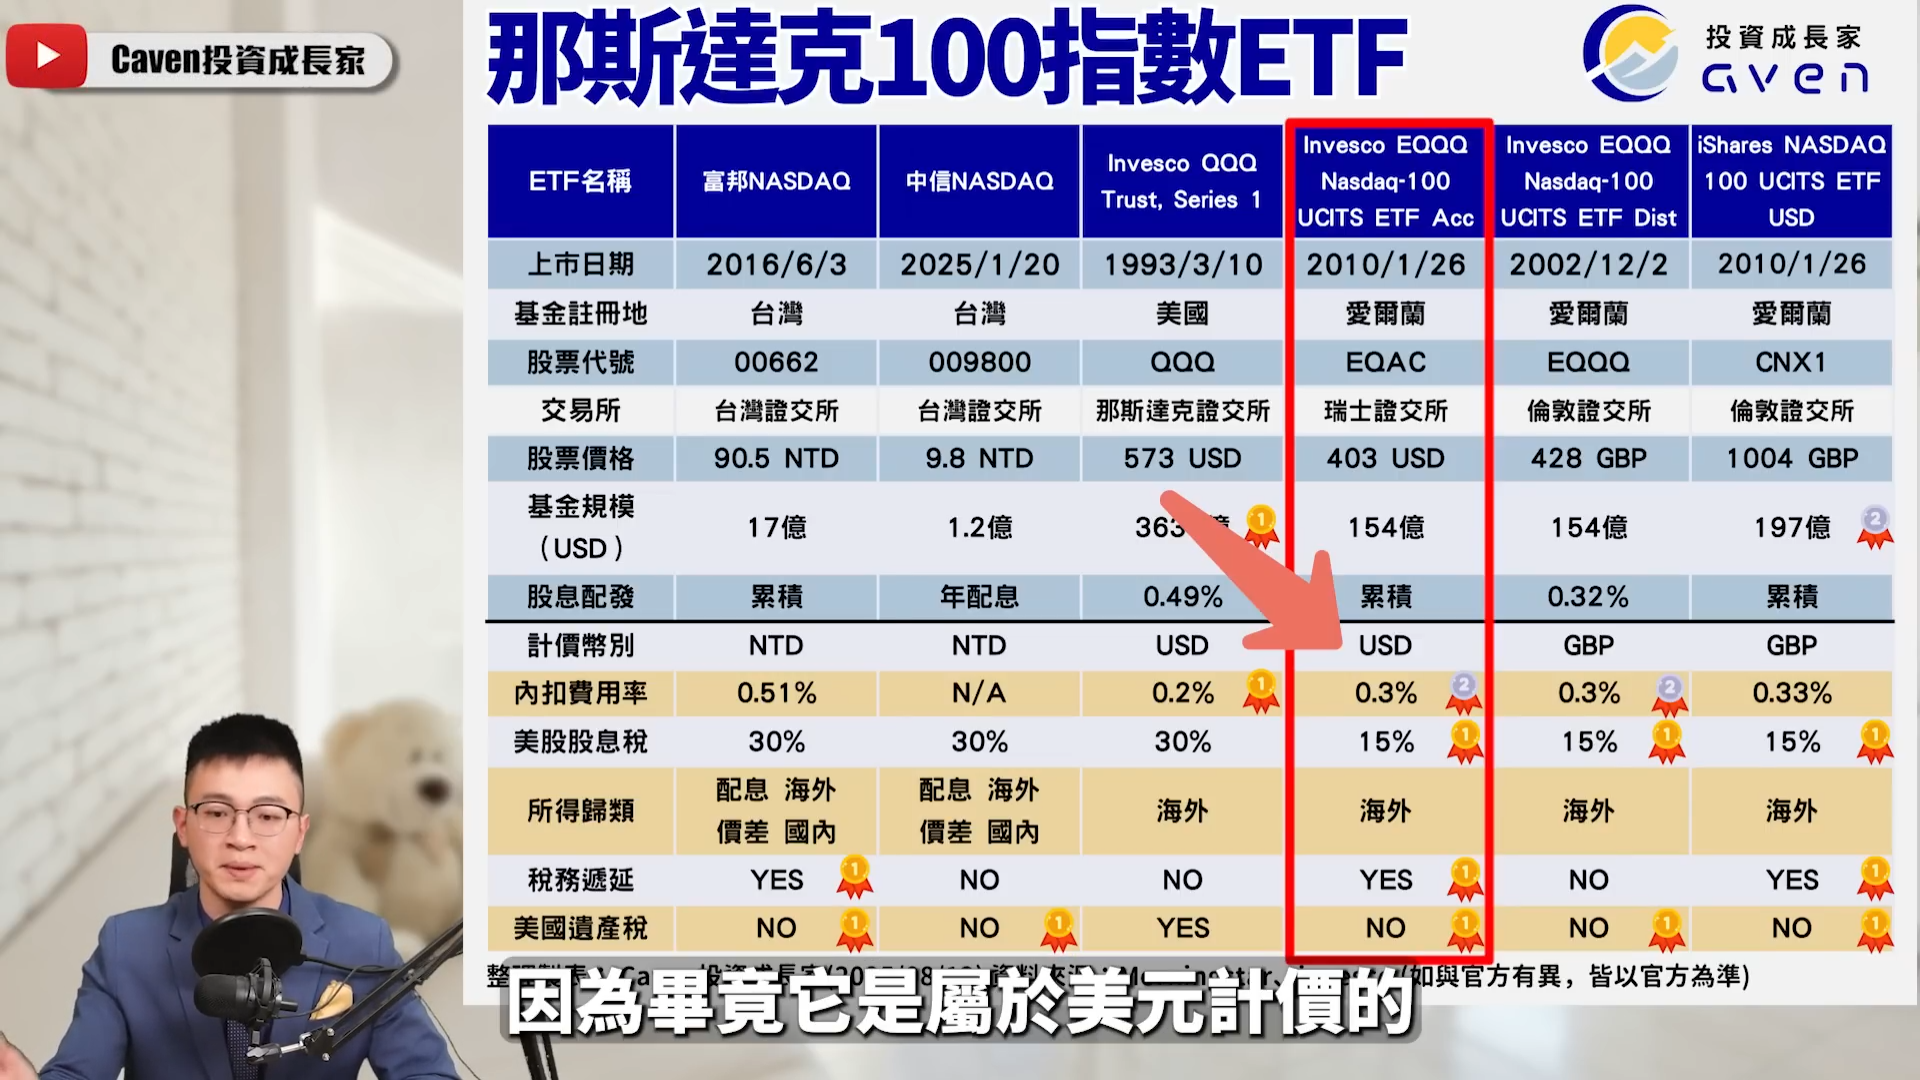 Caven投資成長家
那斯達克100指數ETF
投資成長家
aven
ETF名稱 富邦NASDAQ 中信NASDAQ Invesco QQQ Trust, Series 1 Invesco EQQQ Nasdaq-100 UCITS ETF Acc Invesco EQQQ Nasdaq-100 UCITS ETF Dist iShares NASDAQ 100 UCITS ETF USD
上市日期 2016/6/3 2025/1/20 1993/3/10 2010/1/26 2002/12/2 2010/1/26
基金註冊地 台灣 台灣 美國 愛爾蘭 愛爾蘭 愛爾蘭
股票代號 00662 009800 QQQ EQAC EQQQ CNX1
交易所 台灣證交所 台灣證交所 那斯達克證交所 瑞士證交所 倫敦證交所 倫敦證交所
股票價格 90.5 NTD 9.8 NTD 573 USD 403 USD 428 GBP 1004 GBP
基金規模（USD） 17億 1.2億 1 154億 154億 197億 2
股息配發 累積 年配息 0.49% 累積 0.32% 累積
計價幣別 NTD NTD USD USD GBP GBP
內扣費用率 0.51% N/A 0.2% 1 0.3% 2 0.3% 2 0.33%
美股股息稅 30% 30% 30% 15% 1 15% 1 15% 1
所得歸類 配息 海外 價差 國內 配息 海外 價差 國內 海外 海外 海外 海外
稅務遞延 YES 1 NO NO YES 1 NO YES 1
美國遺產稅 NO 1 NO 1 YES NO 1 NO 1 NO 1
(如與官方有異，皆以官方為準)
因為畢竟它是屬於美元計價的